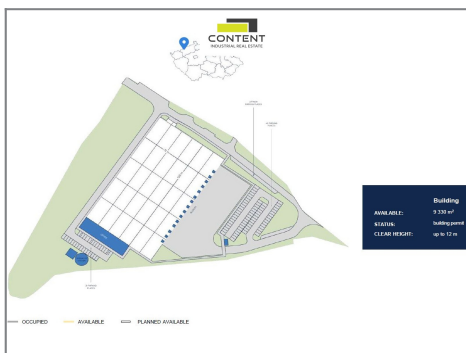 CONTENT
INDUSTRIAL REAL ESTATE
Building
AVAILABLE: 9 330 m²
STATUS: building permit
CLEAR HEIGHT: up to 12 m
OCCUPIED AVAILABLE PLANNED AVAILABLE